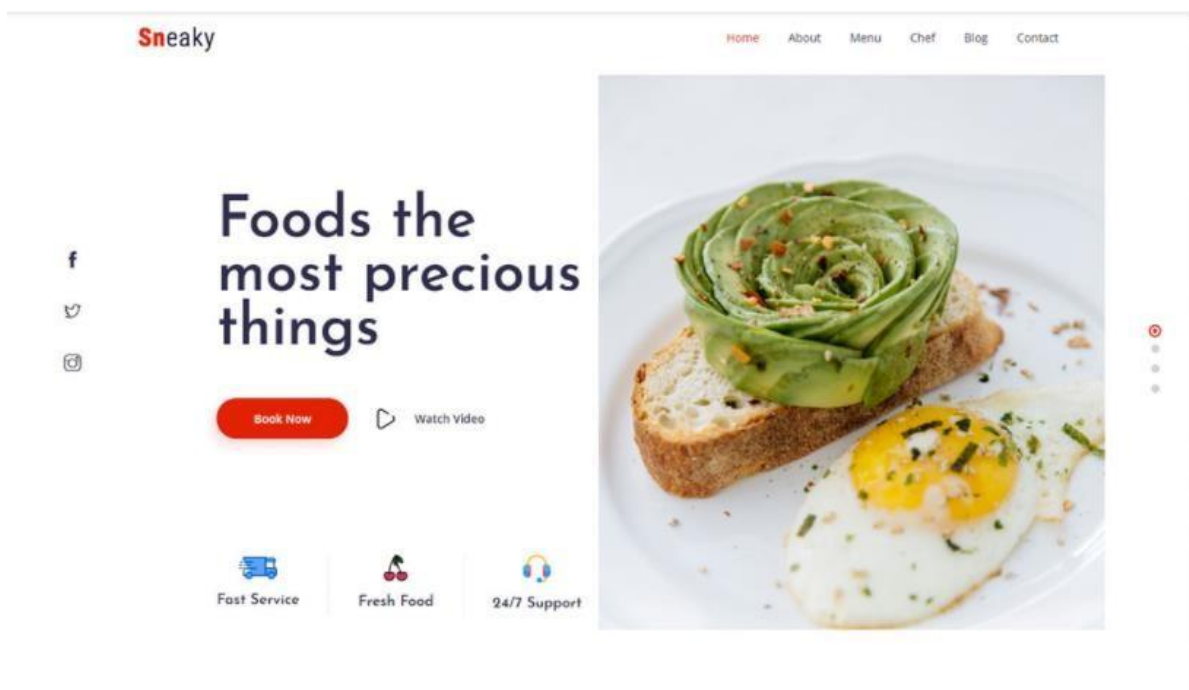 Sneaky
Home About Menu Chef Blog Contact
Foods the
most precious
things
Book Now Watch Video
Fast Service Fresh Food 24/7 Support